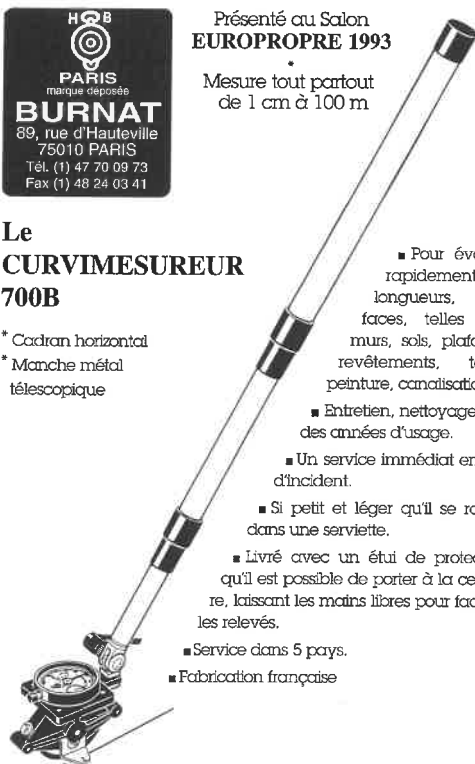 H B
PARIS
marque déposée
BURNAT
89, rue d'Hauteville
75010 PARIS
Tél. (1) 47 70 09 73
Fax (1) 48 24 03 41
Présenté au Salon
EUROPROPRE 1993
*
Mesure tout partout
de 1 cm à 100 m
Le
CURVIMESUREUR
700B
* Cadran horizontal
* Manche métal
télescopique
■ Pour éva
rapidement
longueurs,
faces, telles
murs, sols, plafo
revêtements, t
peinture, canalisatio
■ Entretien, nettoyage
des années d'usage.
■ Un service immédiat en
d'incident.
■ Si petit et léger qu'il se ra
dans une serviette.
■ Livré avec un étui de protec
qu'il est possible de porter à la ce
re, laissant les mains libres pour fac
les relevés.
■ Service dans 5 pays.
■ Fabrication française